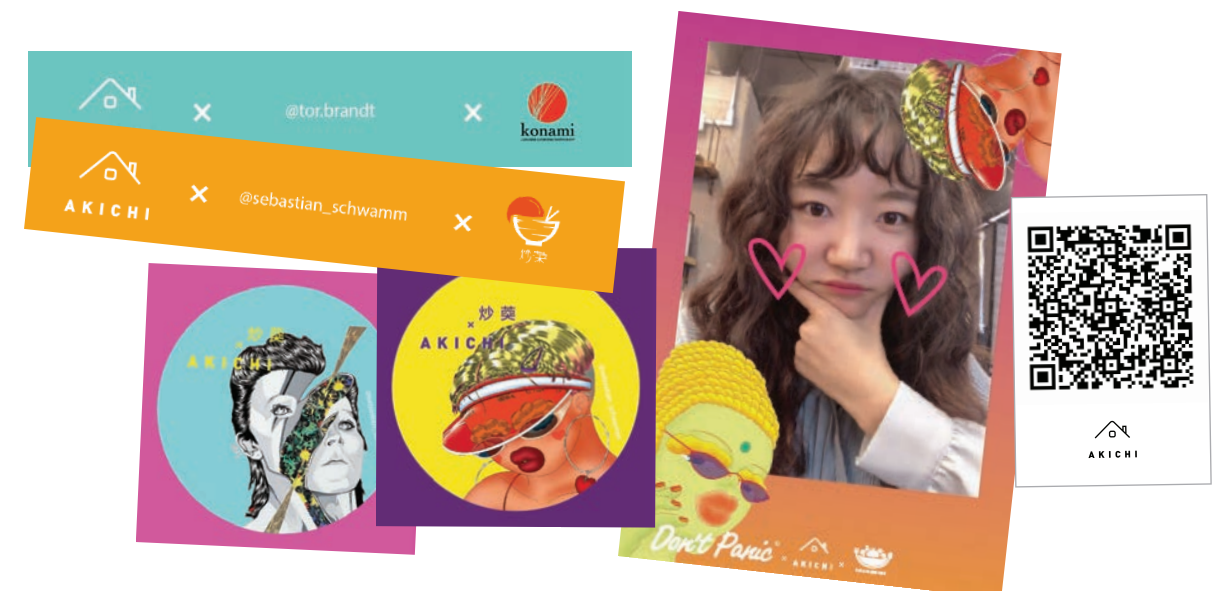 × @tor.brandt × konami
AKICHI × @sebastian_schwamm ×
炒葵
炒葵
×
AKICHI
炒葵
×
AKICHI
Don't Panic × AKICHI ×
AKICHI